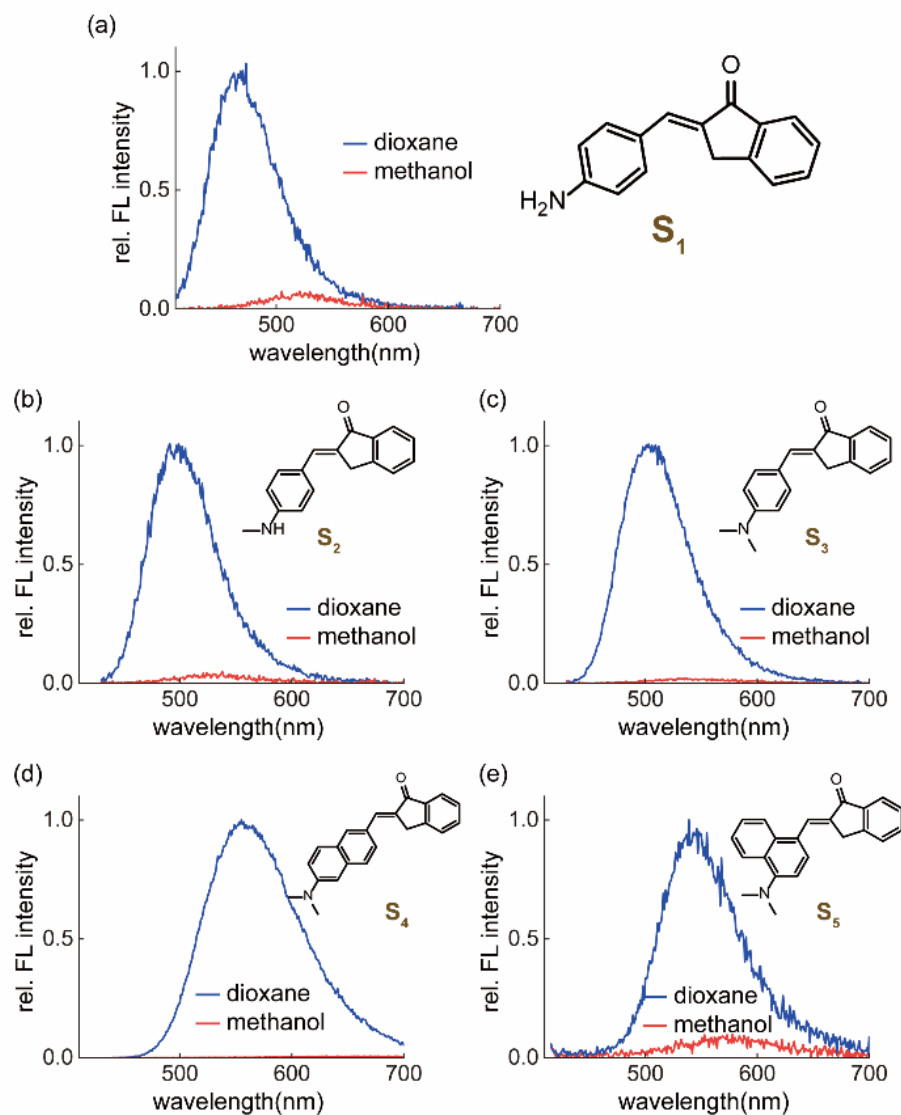 (a)
rel. FL intensity
1.0
0.5
0.0
500
600
700
wavelength(nm)
dioxane
methanol
O
H₂N
S₁
(b)
rel. FL intensity
1.0
0.5
0.0
500
600
700
wavelength(nm)
dioxane
methanol
O
NH
S₂
(c)
rel. FL intensity
1.0
0.5
0.0
500
600
700
wavelength(nm)
dioxane
methanol
O
N
S₃
(d)
rel. FL intensity
1.0
0.5
0.0
500
600
700
wavelength(nm)
dioxane
methanol
O
N
S₄
(e)
rel. FL intensity
1.0
0.5
0.0
500
600
700
wavelength(nm)
dioxane
methanol
O
N
S₅